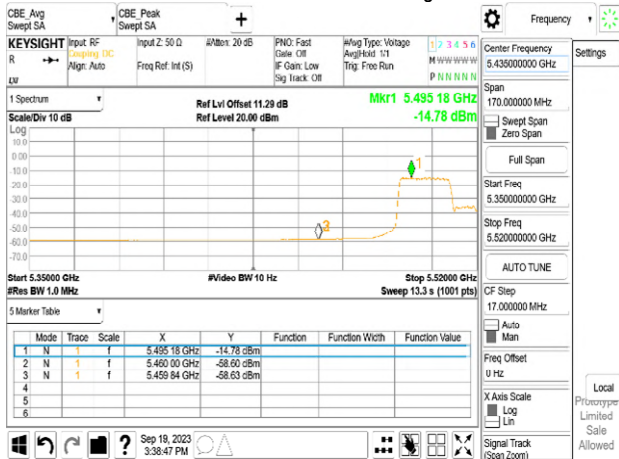 CBE_Avg
Swept SA
CBE_Peak
Swept SA
+
Frequency
KEYSIGHT
R
Input: RF
Coupling: DC
Align: Auto
Input Z: 50 Ω
Freq Ref: Int (S)
#Atten: 20 dB
PNO: Fast
Gate: Off
IF Gain: Low
Sig Track: Off
#Avg Type: Voltage
Avg|Hold: 1/1
Trig: Free Run
1 2 3 4 5 6
M W W W W W
P N N N N N
Center Frequency
5.435000000 GHz
Settings
Span
170.000000 MHz
Swept Span
Zero Span
Full Span
Start Freq
5.350000000 GHz
Stop Freq
5.520000000 GHz
AUTO TUNE
CF Step
17.000000 MHz
Auto
Man
Freq Offset
0 Hz
X Axis Scale
Log
Lin
Signal Track
(Span Zoom)
Local
Prototype
Limited
Sale
Allowed
1 Spectrum
Scale/Div 10 dB
Ref Lvl Offset 11.29 dB
Ref Level 20.00 dBm
Mkr1 5.495 18 GHz
-14.78 dBm
Log
10.0
0.00
-10.0
-20.0
-30.0
-40.0
-50.0
-60.0
-70.0
1
Start 5.35000 GHz
#Res BW 1.0 MHz
#Video BW 10 Hz
Stop 5.52000 GHz
Sweep 13.3 s (1001 pts)
5 Marker Table
Mode Trace Scale X Y Function Function Width Function Value
1 N 1 f 5.495 18 GHz -14.78 dBm
2 N 1 f 5.460 00 GHz -58.60 dBm
3 N 1 f 5.459 84 GHz -58.63 dBm
4
5
6
?
Sep 19, 2023
3:38:47 PM